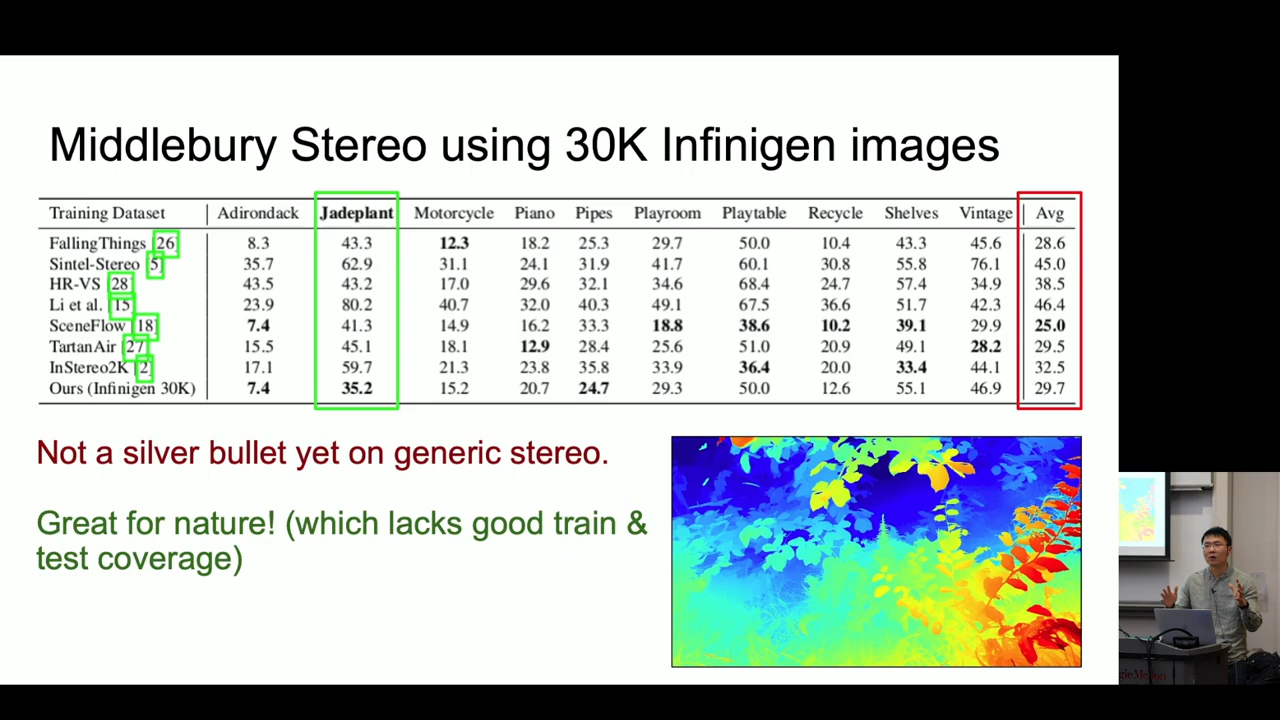 Middlebury Stereo using 30K Infinigen images
Training Dataset Adirondack Jadeplant Motorcycle Piano Pipes Playroom Playtable Recycle Shelves Vintage Avg
FallingThings [26] 8.3 43.3 12.3 18.2 25.3 29.7 50.0 10.4 43.3 45.6 28.6
Sintel-Stereo [5] 35.7 62.9 31.1 24.1 31.9 41.7 60.1 30.8 55.8 76.1 45.0
HR-VS [28] 43.5 43.2 17.0 29.6 32.1 34.6 68.4 24.7 57.4 34.9 38.5
Li et al. [15] 23.9 80.2 40.7 32.0 40.3 49.1 67.5 36.6 51.7 42.3 46.4
SceneFlow [18] 7.4 41.3 14.9 16.2 33.3 18.8 38.6 10.2 39.1 29.9 25.0
TartanAir [27] 15.5 45.1 18.1 12.9 28.4 25.6 51.0 20.9 49.1 28.2 29.5
InStereo2K [2] 17.1 59.7 21.3 23.8 35.8 33.9 36.4 20.0 33.4 44.1 32.5
Ours (Infinigen 30K) 7.4 35.2 15.2 20.7 24.7 29.3 50.0 12.6 55.1 46.9 29.7
Not a silver bullet yet on generic stereo.
Great for nature! (which lacks good train &
test coverage)